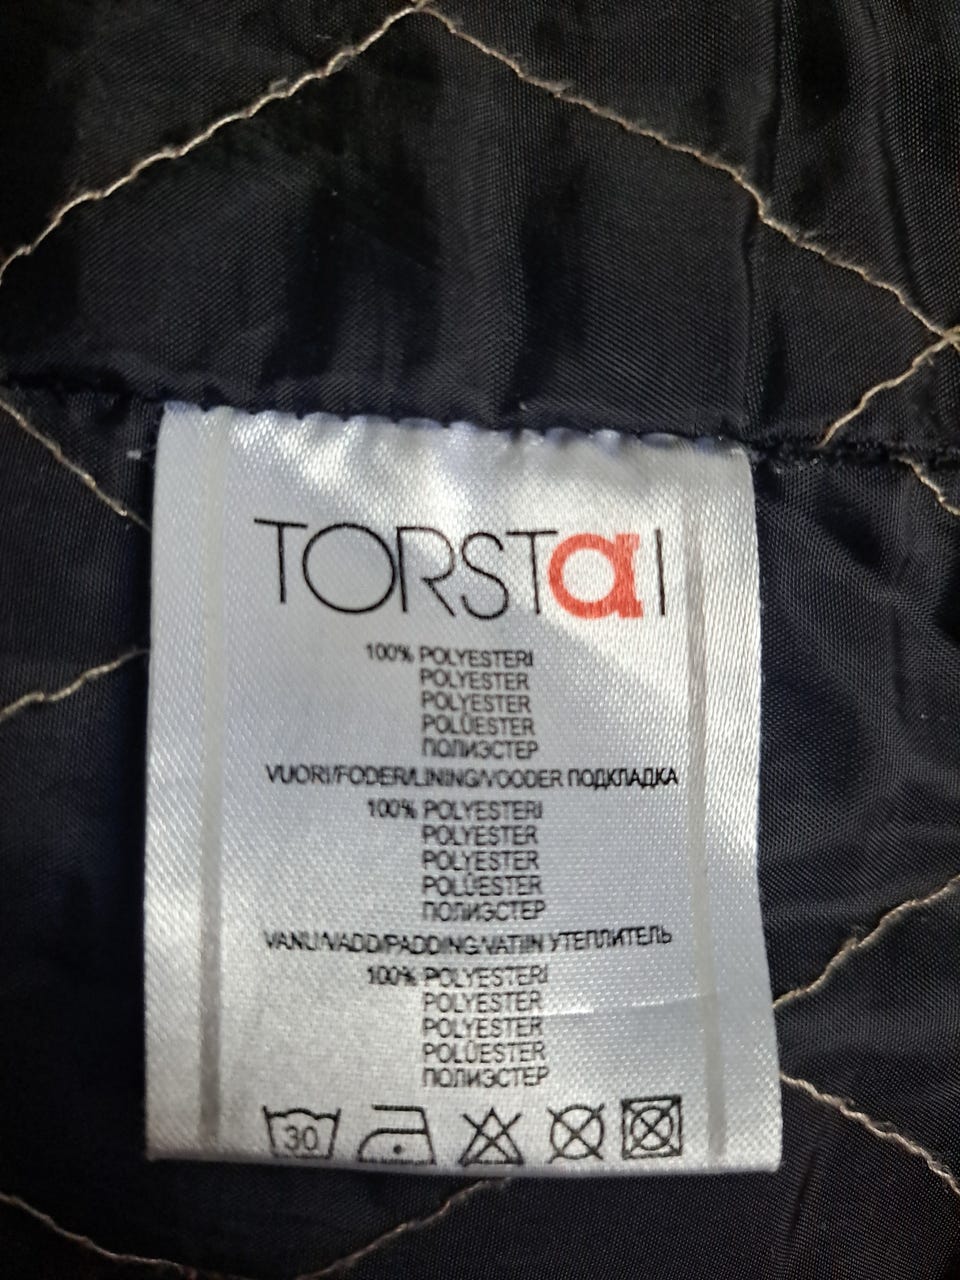 TORSTAI
100% POLYESTERI
POLYESTER
POLYESTER
POLÜESTER
ПОЛИЭСТЕР
VUORI/FODER/LINING/VOODER ПОДКЛАДКА
100% POLYESTERI
POLYESTER
POLYESTER
POLÜESTER
ПОЛИЭСТЕР
VANU/VADD/PADDING/VATIIN УТЕПЛИТЕЛЬ
100% POLYESTERI
POLYESTER
POLYESTER
POLÜESTER
ПОЛИЭСТЕР
30